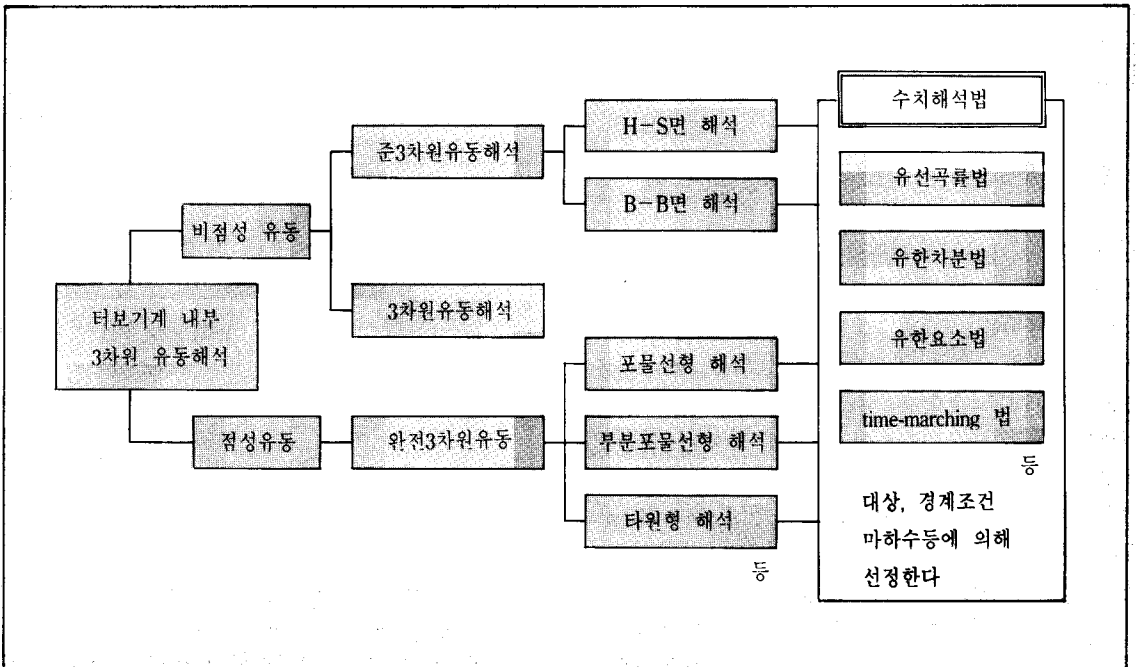 터보기계 내부
3차원 유동해석
비점성 유동
점성유동
준3차원유동해석
3차원유동해석
완전3차원유동
H-S면 해석
B-B면 해석
포물선형 해석
부분포물선형 해석
타원형 해석
등
수치해석법
유선곡률법
유한차분법
유한요소법
time-marching 법
등
대상, 경계조건
마하수등에 의해
선정한다